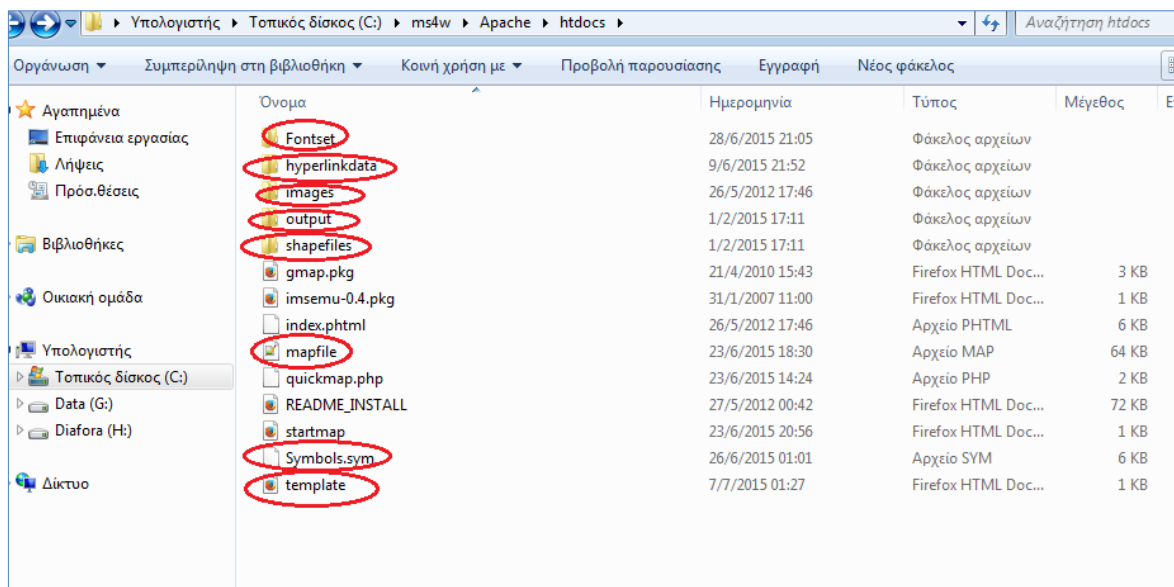 Υπολογιστής ▸ Τοπικός δίσκος (C:) ▸ ms4w ▸ Apache ▸ htdocs ▸ Αναζήτηση htdocs
Οργάνωση Συμπερίληψη στη βιβλιοθήκη Κοινή χρήση με Προβολή παρουσίασης Εγγραφή Νέος φάκελος
Αγαπημένα
Επιφάνεια εργασίας
Λήψεις
Πρόσ.θέσεις
Βιβλιοθήκες
Οικιακή ομάδα
Υπολογιστής
Τοπικός δίσκος (C:)
Data (G:)
Diafora (H:)
Δίκτυο
Όνομα Ημερομηνία Τύπος Μέγεθος
Fontset 28/6/2015 21:05 Φάκελος αρχείων
hyperlinkdata 9/6/2015 21:52 Φάκελος αρχείων
images 26/5/2012 17:46 Φάκελος αρχείων
output 1/2/2015 17:11 Φάκελος αρχείων
shapefiles 1/2/2015 17:11 Φάκελος αρχείων
gmap.pkg 21/4/2010 15:43 Firefox HTML Doc... 3 KB
imsemu-0.4.pkg 31/1/2007 11:00 Firefox HTML Doc... 1 KB
index.phtml 26/5/2012 17:46 Αρχείο PHTML 6 KB
mapfile 23/6/2015 18:30 Αρχείο MAP 64 KB
quickmap.php 23/6/2015 14:24 Αρχείο PHP 2 KB
README_INSTALL 27/5/2012 00:42 Firefox HTML Doc... 72 KB
startmap 23/6/2015 20:56 Firefox HTML Doc... 1 KB
Symbols.sym 26/6/2015 01:01 Αρχείο SYM 6 KB
template 7/7/2015 01:27 Firefox HTML Doc... 1 KB